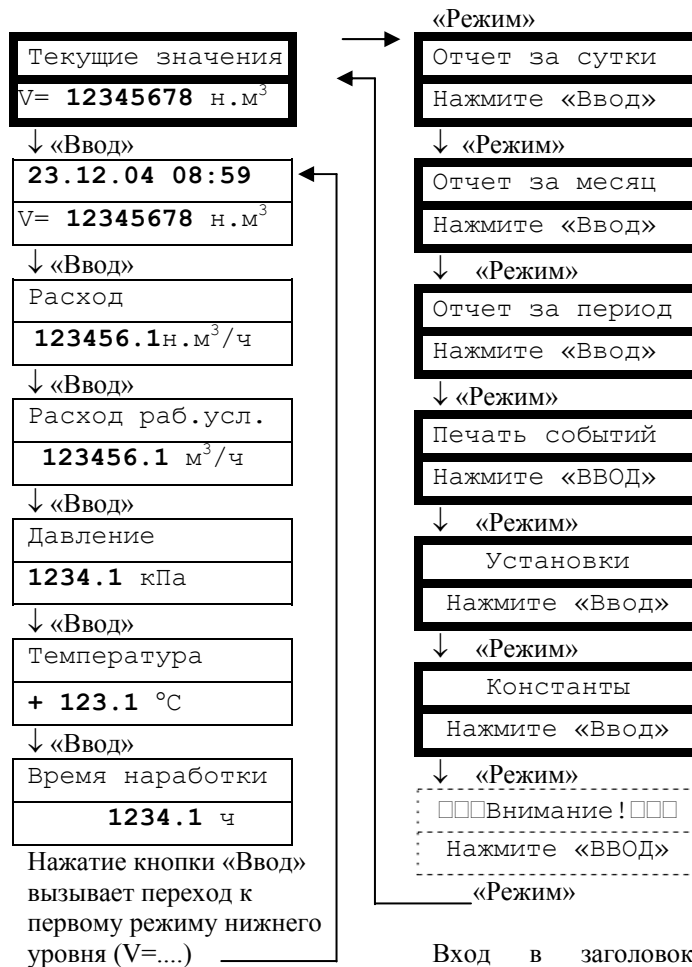 Текущие значения
V= 12345678 н.м³
↓ «Ввод»
23.12.04 08:59
V= 12345678 н.м³
↓ «Ввод»
Расход
123456.1н.м³/ч
↓ «Ввод»
Расход раб.усл.
123456.1 м³/ч
↓ «Ввод»
Давление
1234.1 кПа
↓ «Ввод»
Температура
+ 123.1 °С
↓ «Ввод»
Время наработки
1234.1 ч
Нажатие кнопки «Ввод»
вызывает переход к
первому режиму нижнего
уровня (V=....)
«Режим»
Отчет за сутки
Нажмите «Ввод»
↓ «Режим»
Отчет за месяц
Нажмите «Ввод»
↓ «Режим»
Отчет за период
Нажмите «Ввод»
↓ «Режим»
Печать событий
Нажмите «ВВОД»
↓ «Режим»
Установки
Нажмите «Ввод»
↓ «Режим»
Константы
Нажмите «Ввод»
↓ «Режим»
□□□Внимание!□□□
Нажмите «ВВОД»
«Режим»
Вход в заголовок